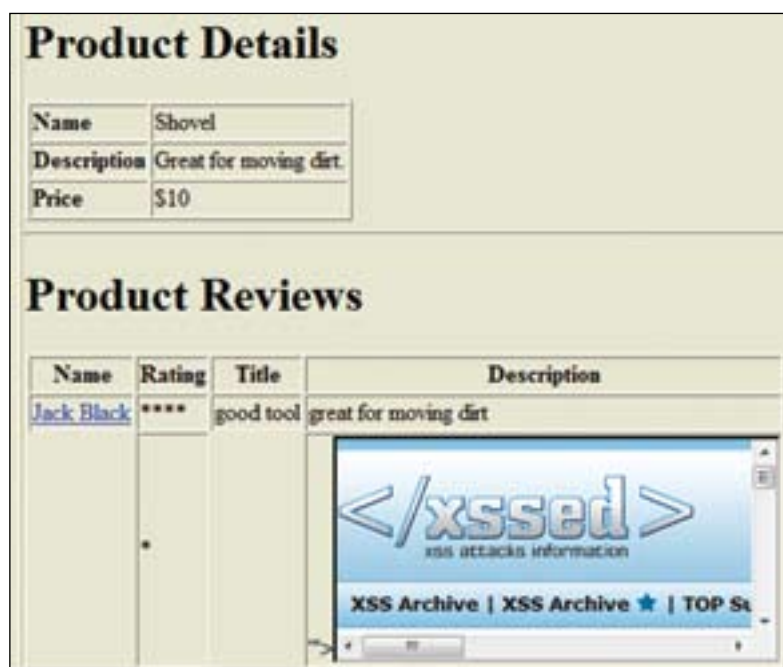 Product Details
Name Shovel
Description Great for moving dirt.
Price $10
Product Reviews
Name Rating Title Description
Jack Black **** good tool great for moving dirt
</xssed>
xss attacks information
*
XSS Archive | XSS Archive ★ | TOP Su
">